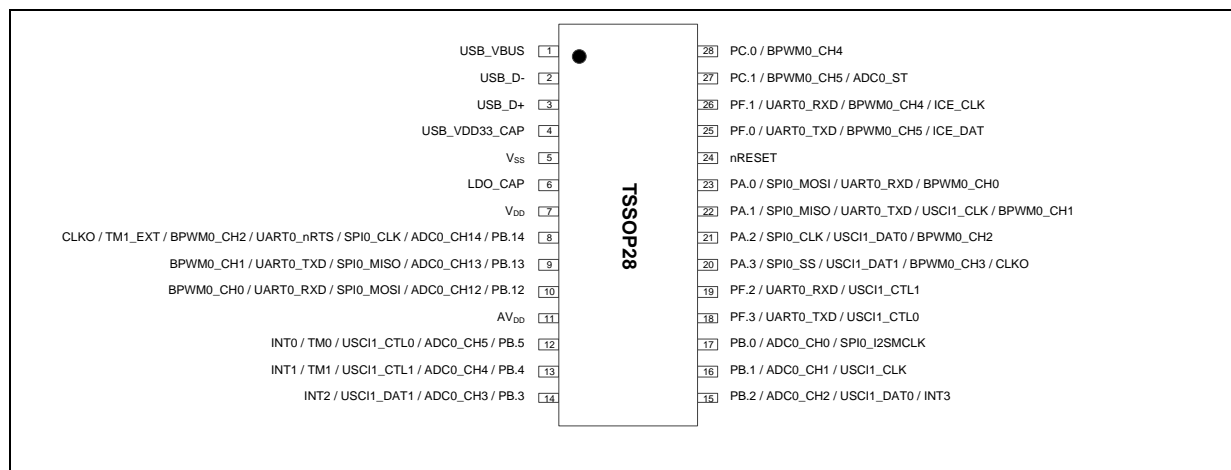 USB_VBUS 1 28 PC.0 / BPWM0_CH4
USB_D- 2 27 PC.1 / BPWM0_CH5 / ADC0_ST
USB_D+ 3 26 PF.1 / UART0_RXD / BPWM0_CH4 / ICE_CLK
USB_VDD33_CAP 4 25 PF.0 / UART0_TXD / BPWM0_CH5 / ICE_DAT
VSS 5 24 nRESET
LDO_CAP 6 23 PA.0 / SPI0_MOSI / UART0_RXD / BPWM0_CH0
VDD 7 22 PA.1 / SPI0_MISO / UART0_TXD / USCI1_CLK / BPWM0_CH1
CLKO / TM1_EXT / BPWM0_CH2 / UART0_nRTS / SPI0_CLK / ADC0_CH14 / PB.14 8 21 PA.2 / SPI0_CLK / USCI1_DAT0 / BPWM0_CH2
BPWM0_CH1 / UART0_TXD / SPI0_MISO / ADC0_CH13 / PB.13 9 20 PA.3 / SPI0_SS / USCI1_DAT1 / BPWM0_CH3 / CLKO
BPWM0_CH0 / UART0_RXD / SPI0_MOSI / ADC0_CH12 / PB.12 10 19 PF.2 / UART0_RXD / USCI1_CTL1
AVDD 11 18 PF.3 / UART0_TXD / USCI1_CTL0
INT0 / TM0 / USCI1_CTL0 / ADC0_CH5 / PB.5 12 17 PB.0 / ADC0_CH0 / SPI0_I2SMCLK
INT1 / TM1 / USCI1_CTL1 / ADC0_CH4 / PB.4 13 16 PB.1 / ADC0_CH1 / USCI1_CLK
INT2 / USCI1_DAT1 / ADC0_CH3 / PB.3 14 15 PB.2 / ADC0_CH2 / USCI1_DAT0 / INT3
TSSOP28